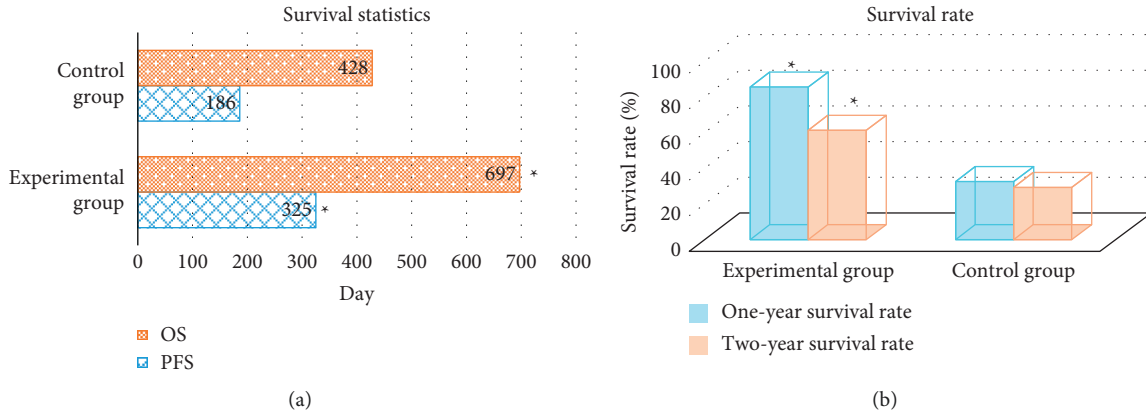 Survival statistics
Control
group
428
186
Experimental
group
697 *
325 *
0 100 200 300 400 500 600 700 800
Day
OS
PFS
(a)
Survival rate
Survival rate (%)
100
80
60
40
20
0
*
*
Experimental group Control group
One-year survival rate
Two-year survival rate
(b)